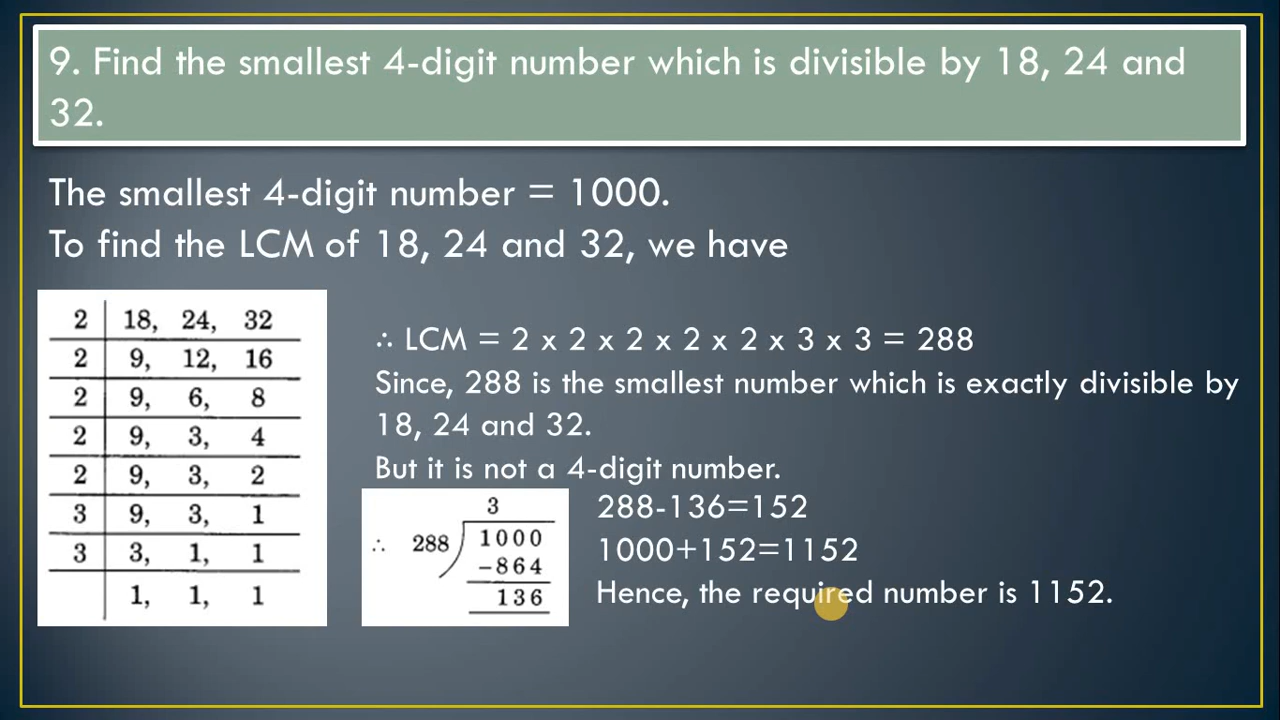 9. Find the smallest 4-digit number which is divisible by 18, 24 and
32.
The smallest 4-digit number = 1000.
To find the LCM of 18, 24 and 32, we have
2 18, 24, 32
2 9, 12, 16
2 9, 6, 8
2 9, 3, 4
2 9, 3, 2
3 9, 3, 1
3 3, 1, 1
1, 1, 1
∴ LCM = 2 x 2 x 2 x 2 x 2 x 3 x 3 = 288
Since, 288 is the smallest number which is exactly divisible by
18, 24 and 32.
But it is not a 4-digit number.
3
∴ 288 1000
-864
136
288-136=152
1000+152=1152
Hence, the required number is 1152.